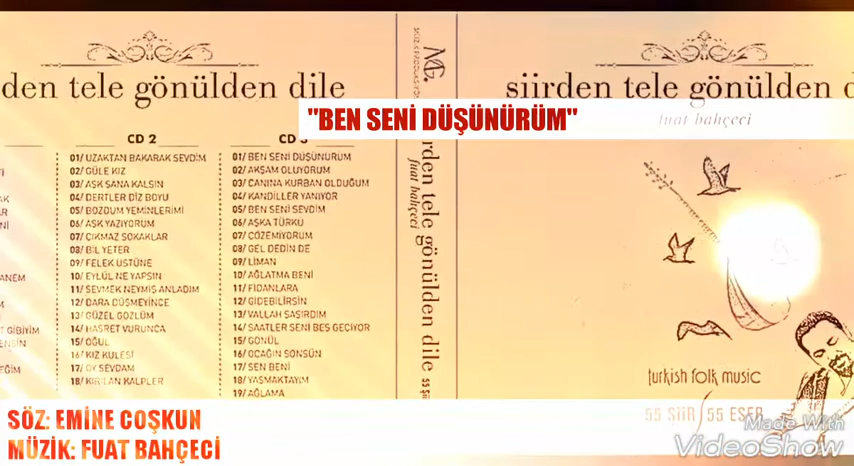 den tele gönülden dile
CD 2
01/ UZAKTAN BAKARAK SEVDİM
02/ GÜLE KIZ
03/ AŞK SANA KALSIN
04/ DERTLER DİZ BOYU
05/ BOZDUM YEMİNLERİMİ
06/ AŞK YAZIYORUM
07/ ÇIKMAZ SOKAKLAR
08/ BİL YETER
09/ FELEK ÜSTÜNE
10/ EYLÜL NE YAPSIN
11/ SEVMEK NEYMİŞ ANLADIM
12/ DARA DÜŞMEYİNCE
13/ GÜZEL GÖZLÜM
14/ HASRET VURUNCA
15/ OĞUL
16/ KIZ KULESİ
17/ OY SEVDAM
18/ KIRILAN KALPLER
CD 3
01/ BEN SENİ DÜŞÜNÜRÜM
02/ AKŞAM OLUYORUM
03/ CANINA KURBAN OLDUĞUM
04/ KANDİLLER YANIYOR
05/ BEN SENİ SEVDİM
06/ AŞKA TÜRKÜ
07/ ÇÖZEMİYORUM
08/ GEL DEDİN DE
09/ LİMAN
10/ AĞLATMA BENİ
11/ FİDANLARA
12/ GİDEBİLİRSİN
13/ VALLAH ŞAŞIRDIM
14/ SAATLER SENİ BEŞ GEÇİYOR
15/ GÖNÜL
16/ OCAĞIN SÖNSÜN
17/ SEN BENİ
18/ YAŞMAKTAYIM
19/ AĞLAMA
MG.
rden tele gönülden dile
fuat bahçeci
55 Şiir
siirden tele gönülden d
fuat bahçeci
"BEN SENİ DÜŞÜNÜRÜM"
turkish folk music
55 ŞİİR / 55 ESER
SÖZ: EMİNE COŞKUN
MÜZİK: FUAT BAHÇECİ
Made With
VideoShow